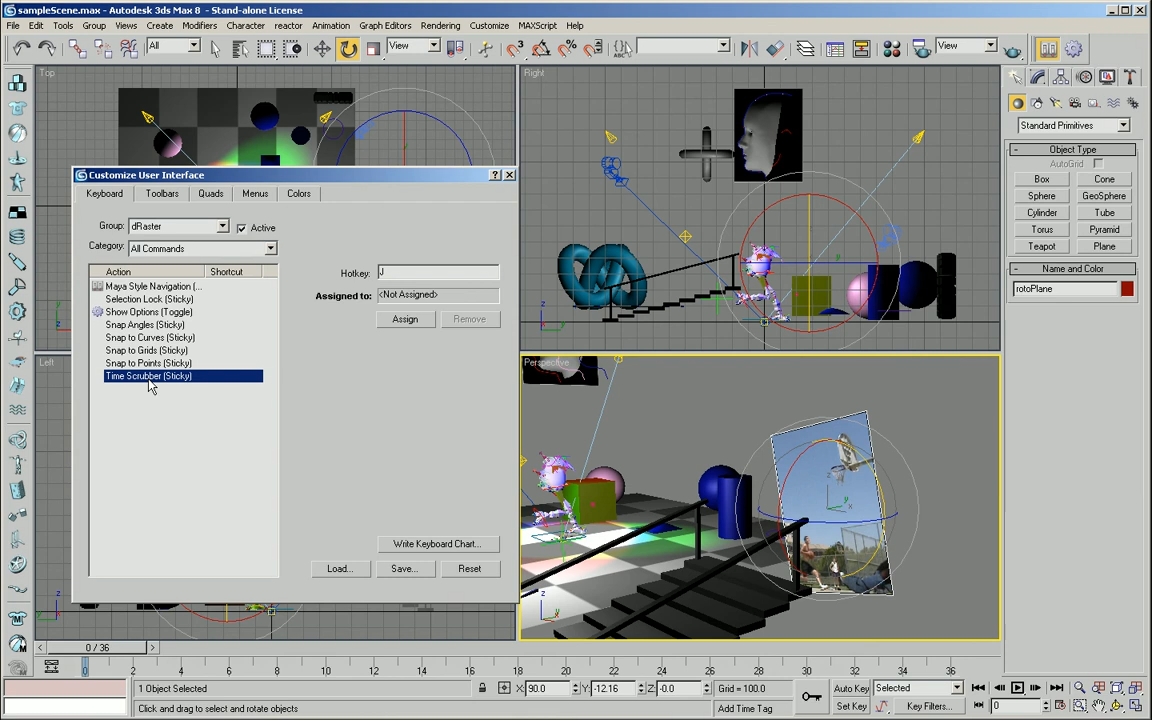 sampleScene.max - Autodesk 3ds Max 8 - Stand-alone License
File Edit Tools Group Views Create Modifiers Character reactor Animation Graph Editors Rendering Customize MAXScript Help
All View View
Top Right
Customize User Interface
Keyboard Toolbars Quads Menus Colors
Group: dRaster Active
Category: All Commands
Action Shortcut
Maya Style Navigation (...
Selection Lock (Sticky)
Show Options (Toggle)
Snap Angles (Sticky)
Snap to Curves (Sticky)
Snap to Grids (Sticky)
Snap to Points (Sticky)
Time Scrubber (Sticky)
Hotkey: J
Assigned to: <Not Assigned>
Assign Remove
Write Keyboard Chart...
Load... Save... Reset
Standard Primitives
- Object Type
AutoGrid
Box Cone
Sphere GeoSphere
Cylinder Tube
Torus Pyramid
Teapot Plane
- Name and Color
rotoPlane
Left Perspective
< 0 / 36 >
0 2 4 6 8 10 12 14 16 18 20 22 24 26 28 30 32 34 36
1 Object Selected X: 90.0 Y: -12.16 Z: -0.0 Grid = 100.0 Auto Key Selected
Click and drag to select and rotate objects Add Time Tag Set Key Key Filters... 0